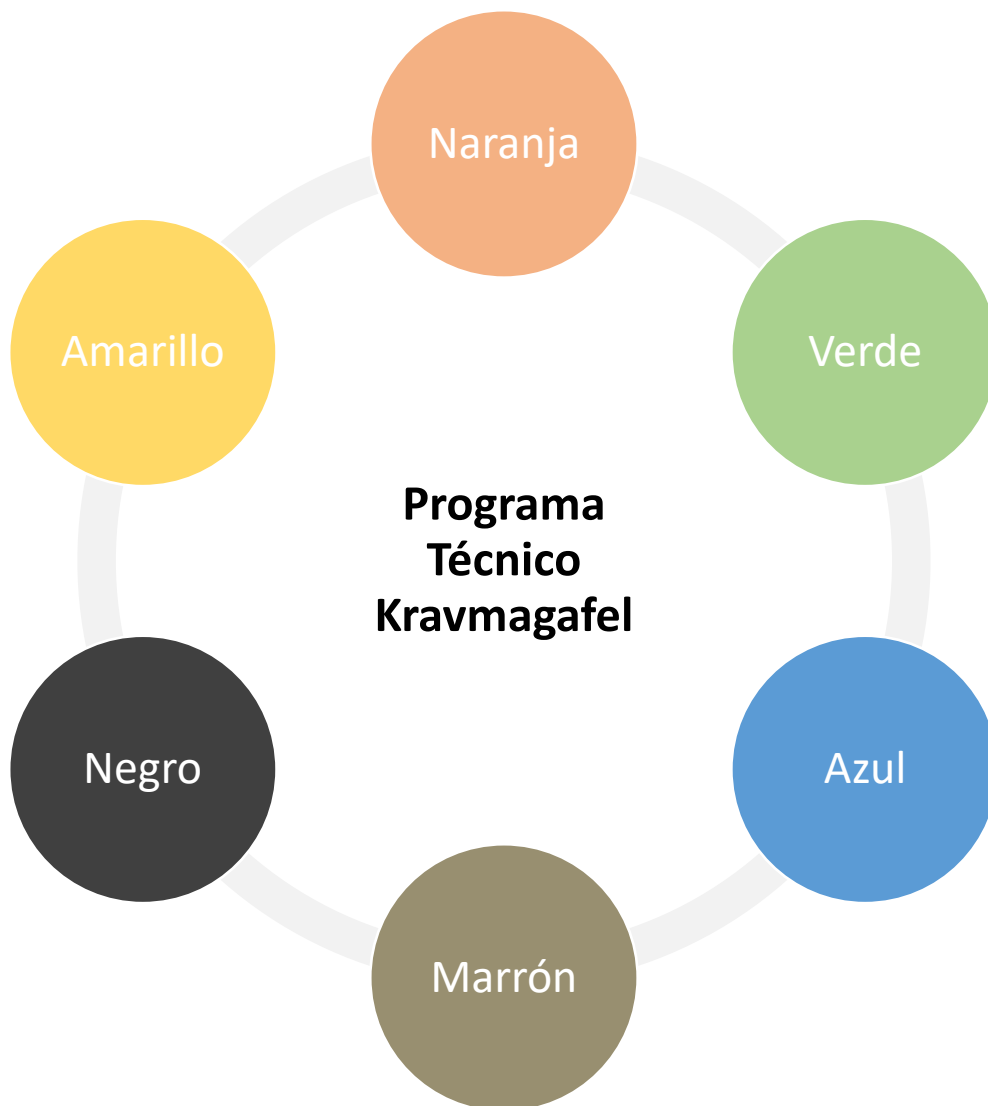 Naranja
Amarillo
Verde
Programa
Técnico
Kravmagafel
Negro
Azul
Marrón